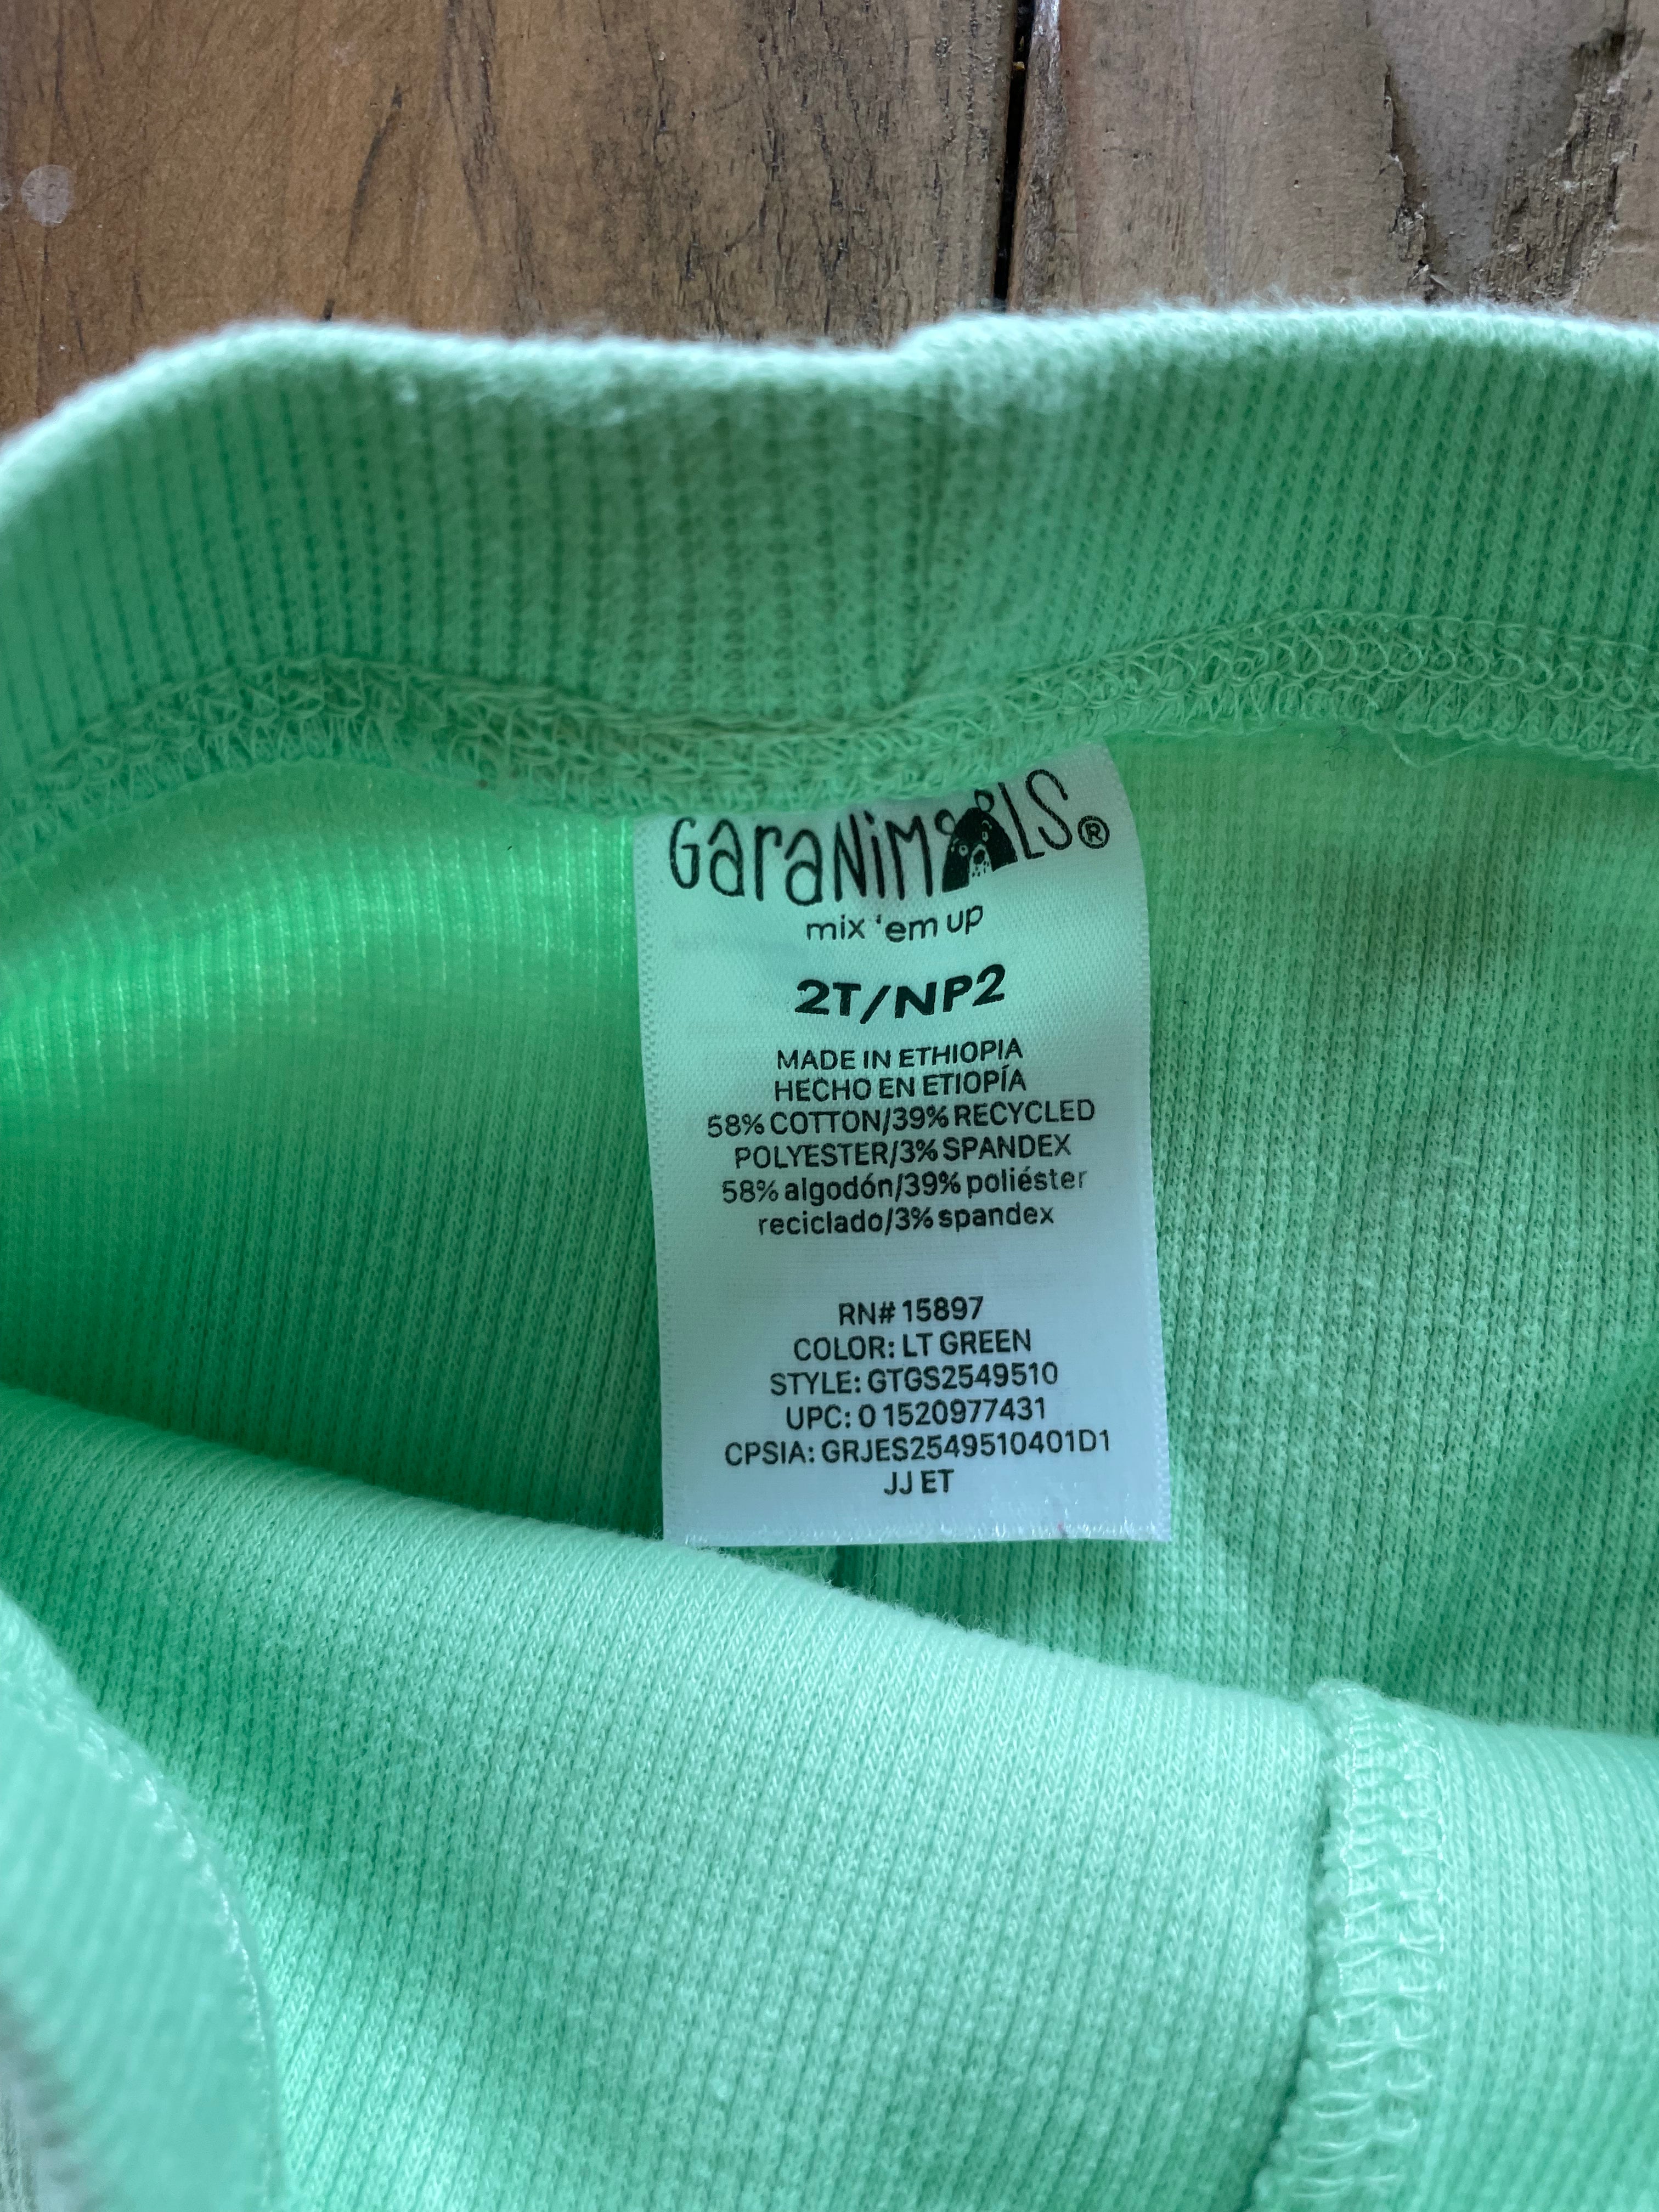 GaraNiMALS®
mix 'em up
2T/NP2
MADE IN ETHIOPIA
HECHO EN ETIOPÍA
58% COTTON/39% RECYCLED
POLYESTER/3% SPANDEX
58% algodón/39% poliéster
reciclado/3% spandex
RN# 15897
COLOR: LT GREEN
STYLE: GTGS2549510
UPC: 0 1520977431
CPSIA: GRJES2549510401D1
JJ ET